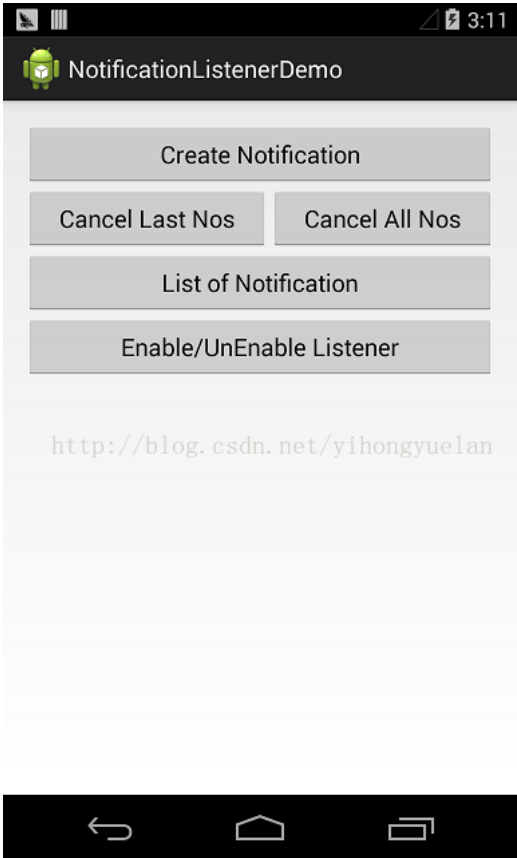 3:11
NotificationListenerDemo
Create Notification
Cancel Last Nos
Cancel All Nos
List of Notification
Enable/UnEnable Listener
http://blog.csdn.net/yihongyuelan